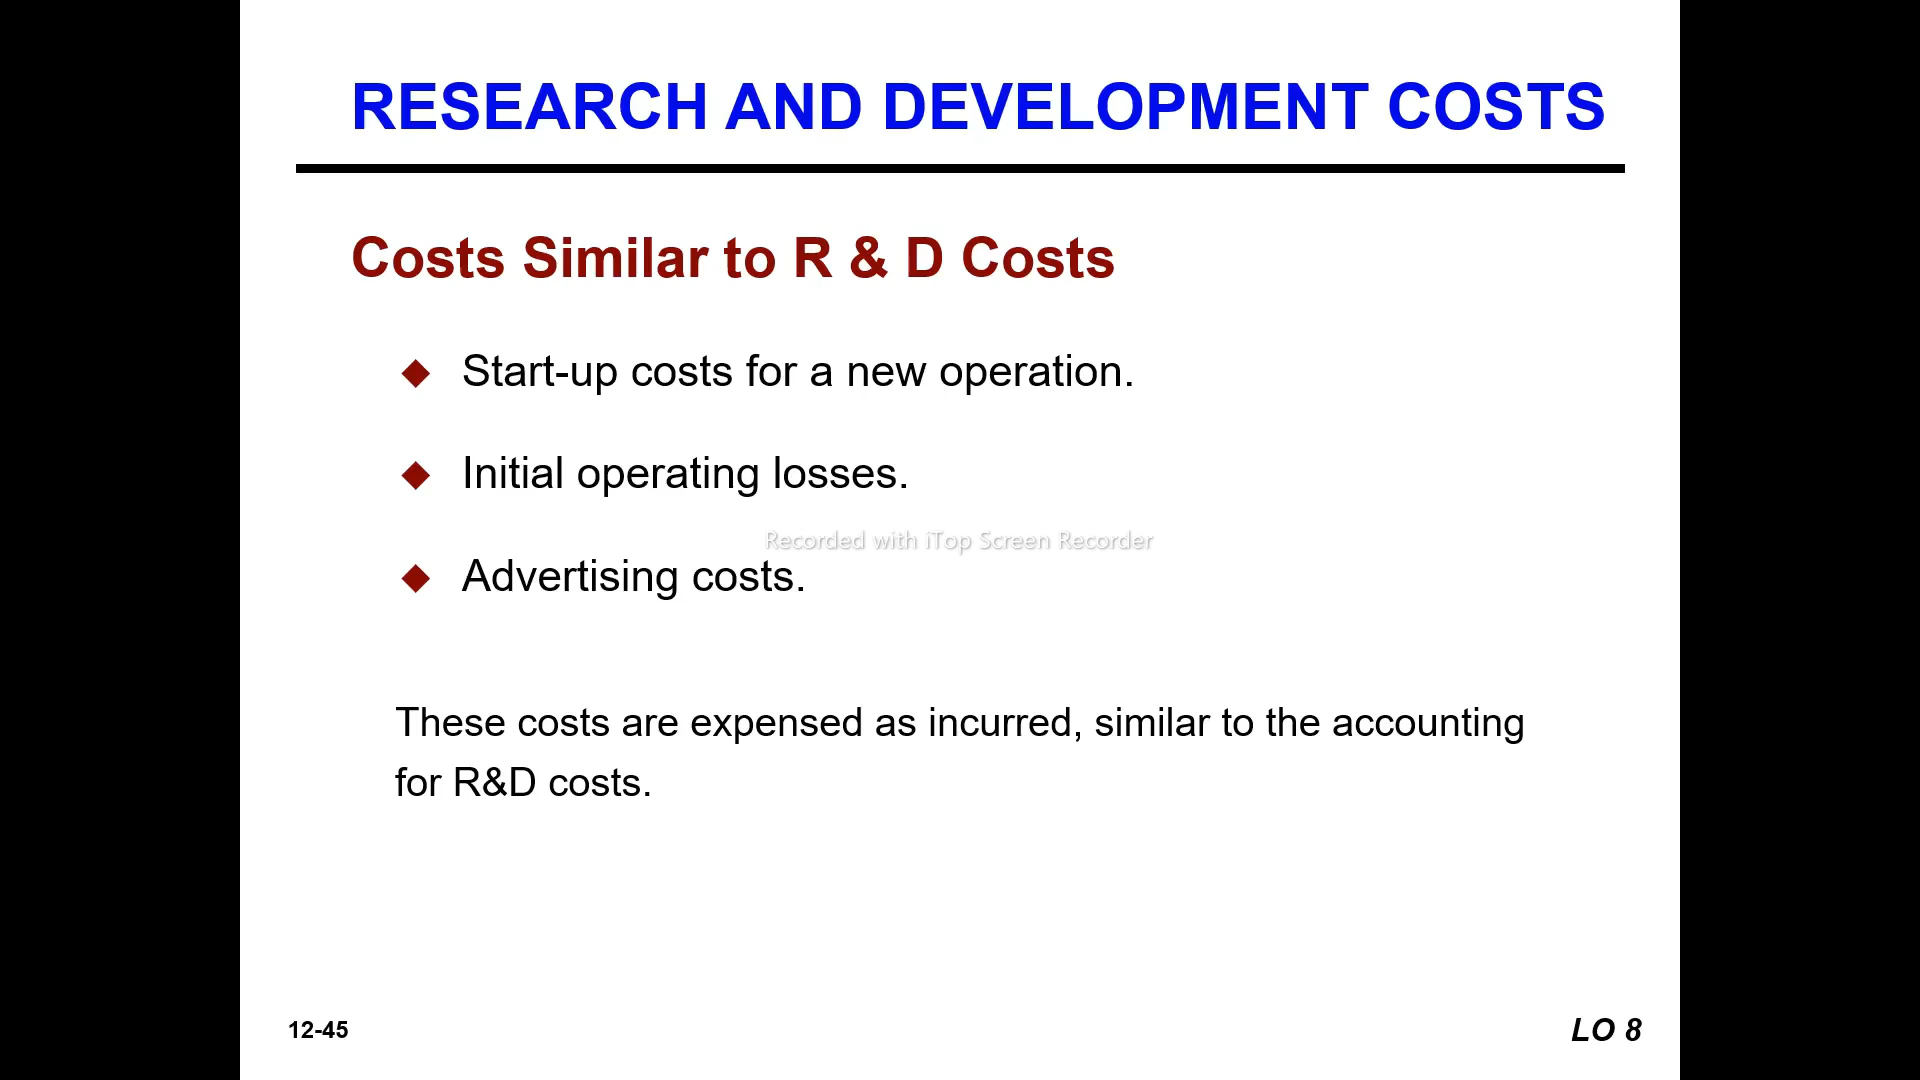 RESEARCH AND DEVELOPMENT COSTS
Costs Similar to R & D Costs
Start-up costs for a new operation.
Initial operating losses.
Recorded with iTop Screen Recorder
Advertising costs.
These costs are expensed as incurred, similar to the accounting
for R&D costs.
12-45
LO 8